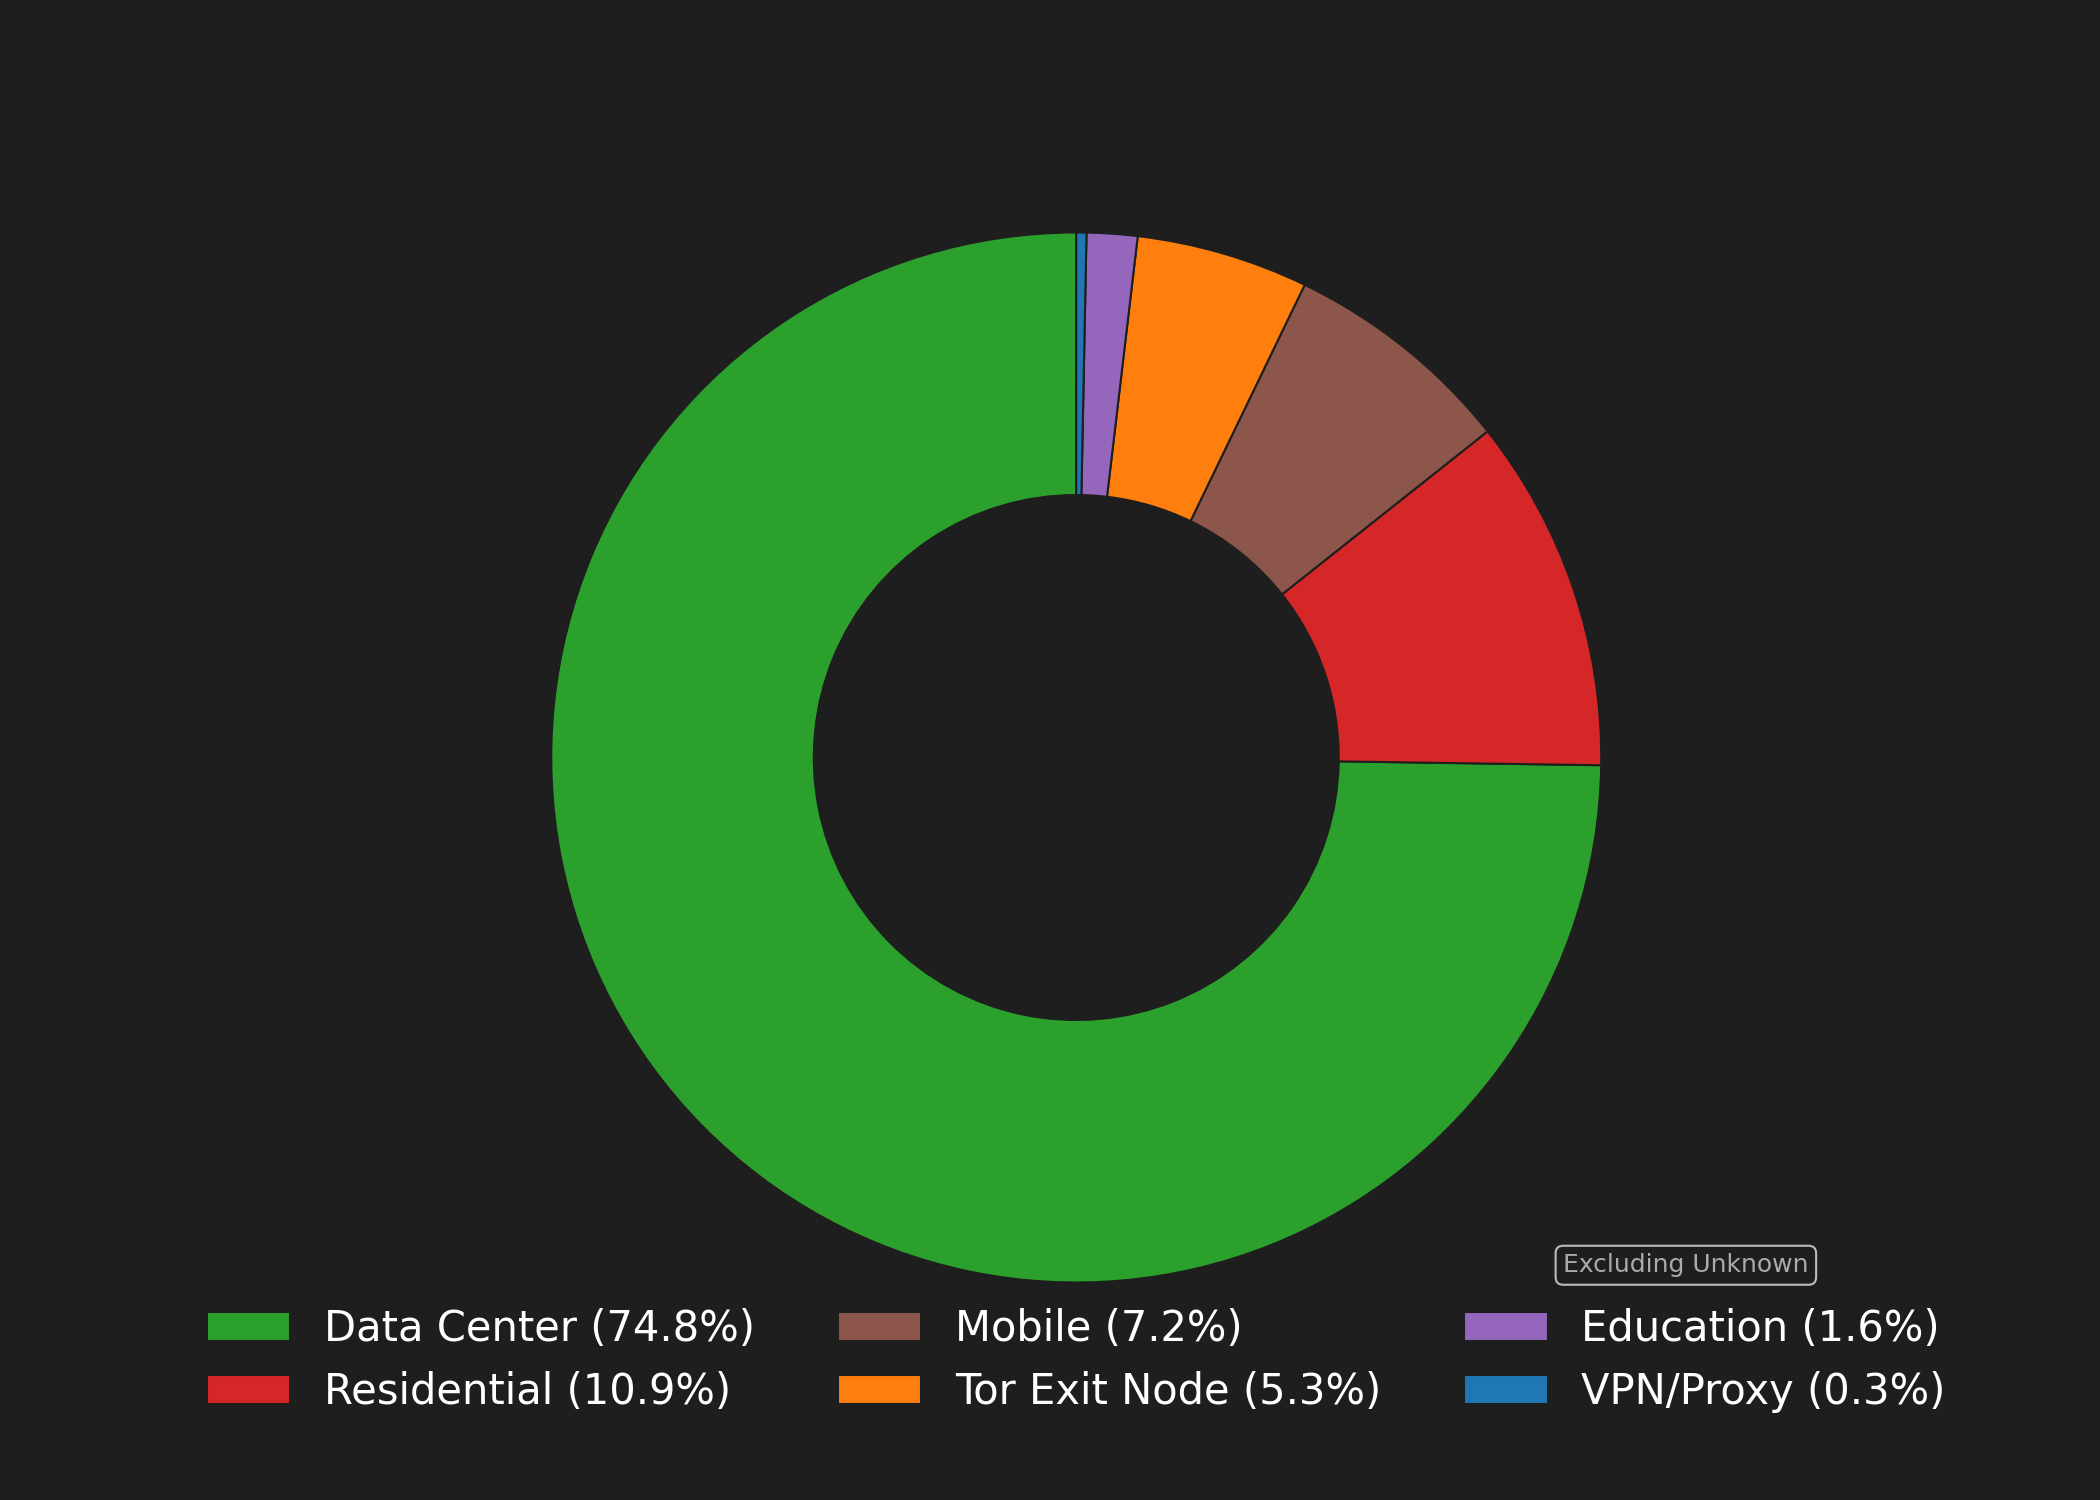 Excluding Unknown
Data Center (74.8%)
Residential (10.9%)
Mobile (7.2%)
Tor Exit Node (5.3%)
Education (1.6%)
VPN/Proxy (0.3%)